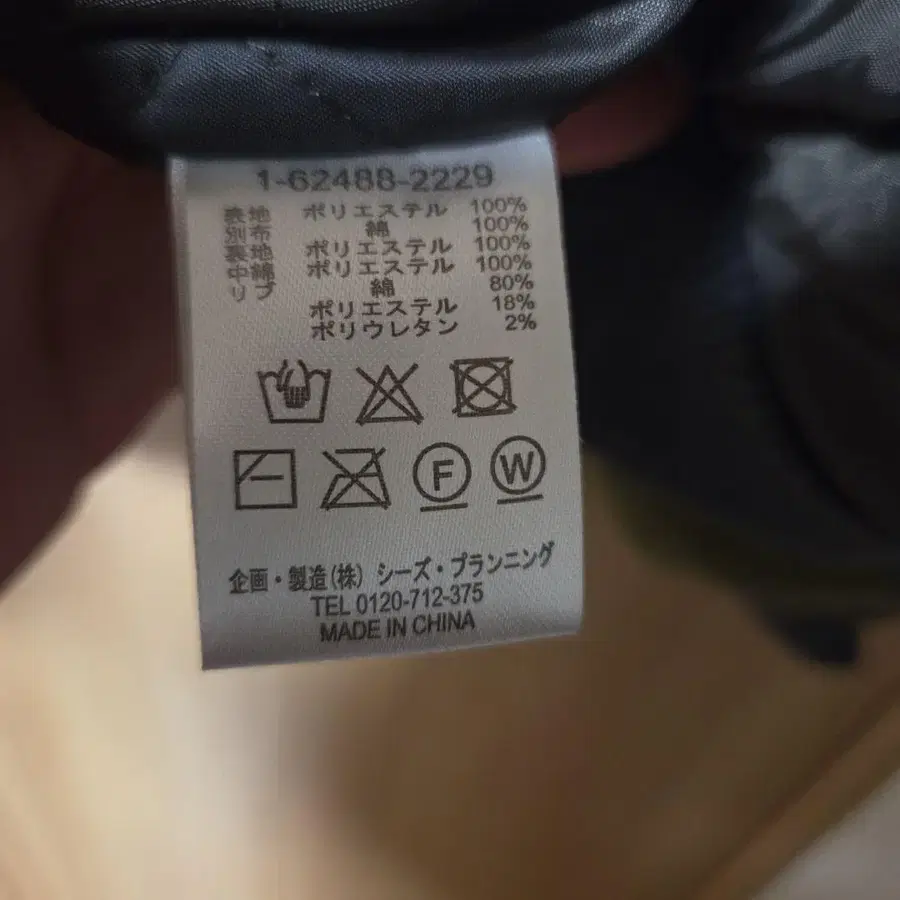 1-62488-2229
表地 ポリエステル 100%
別布 綿 100%
裏地 ポリエステル 100%
中綿 ポリエステル 100%
リブ 綿 80%
ポリエステル 18%
ポリウレタン 2%
F W
企画・製造(株) シーズ・プランニング
TEL 0120-712-375
MADE IN CHINA